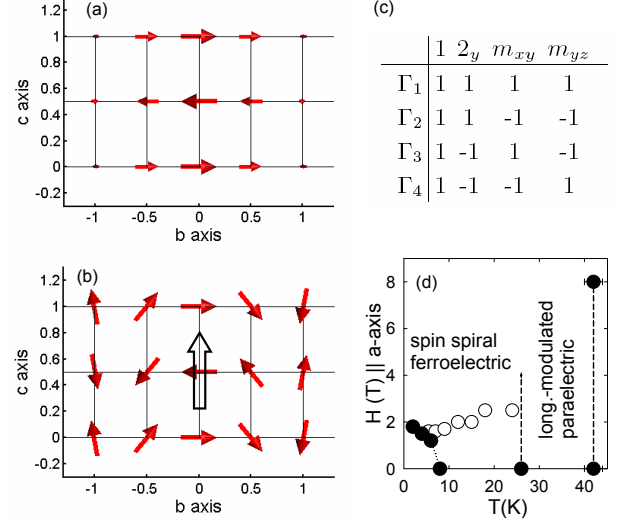 (a)
c axis
1.2
1
0.8
0.6
0.4
0.2
0
-0.2
-1 -0.5 0 0.5 1
b axis
(b)
c axis
1.2
1
0.8
0.6
0.4
0.2
0
-0.2
-1 -0.5 0 0.5 1
b axis
(c)
1 2y mxy myz
Γ1 1 1 1 1
Γ2 1 1 -1 -1
Γ3 1 -1 1 -1
Γ4 1 -1 -1 1
(d)
H (T) || a-axis
8
6
4
2
0
spin spiral
ferroelectric
long.-modulated
paraelectric
0 10 20 30 40
T(K)